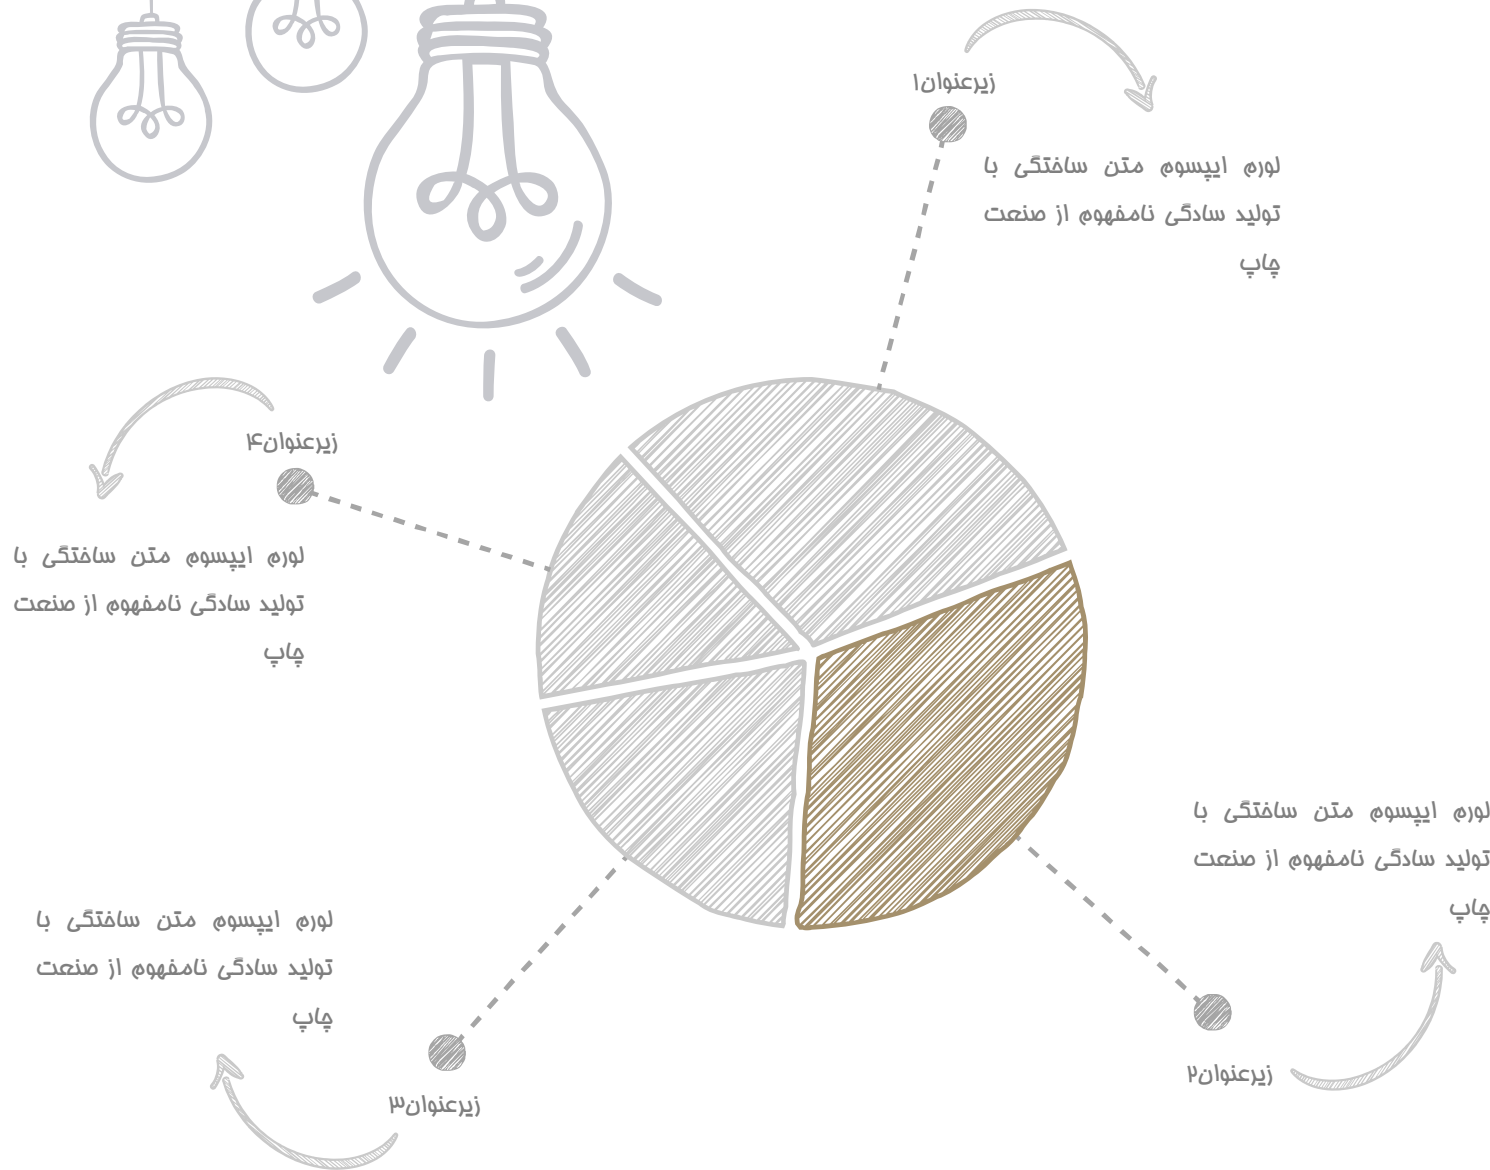 زیرعنوان۱
لورم ایپسوم متن ساختگی با
تولید سادگی نامفهوم از صنعت
چاپ
لورم ایپسوم متن ساختگی با
تولید سادگی نامفهوم از صنعت
چاپ
زیرعنوان۲
لورم ایپسوم متن ساختگی با
تولید سادگی نامفهوم از صنعت
چاپ
زیرعنوان۳
زیرعنوان۴
لورم ایپسوم متن ساختگی با
تولید سادگی نامفهوم از صنعت
چاپ